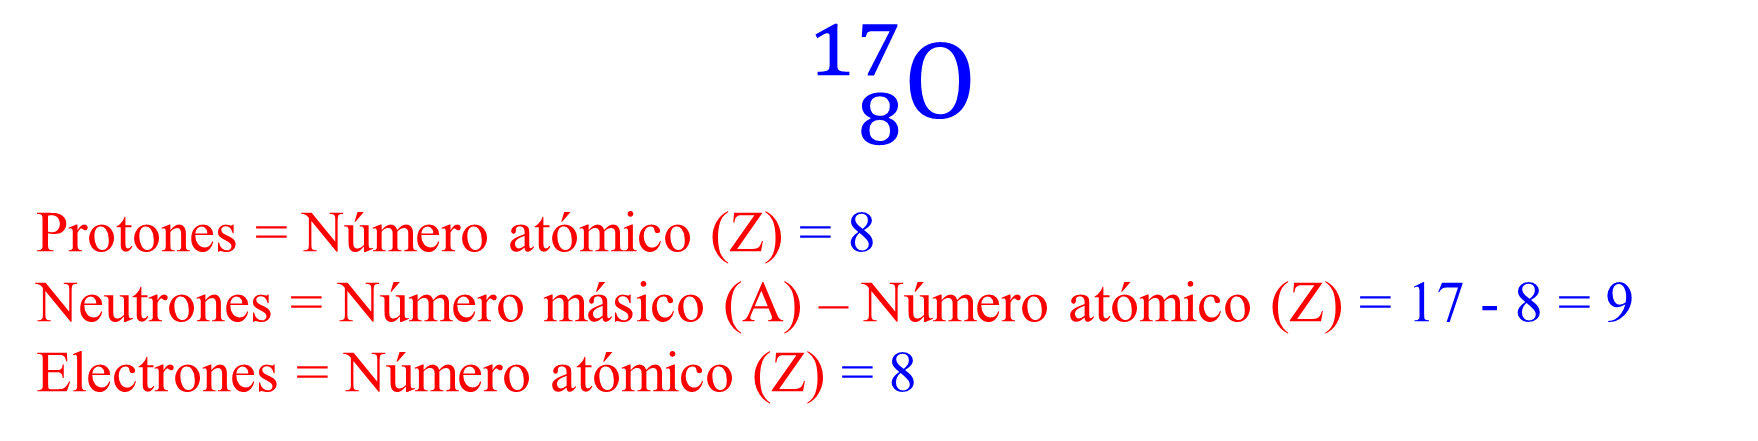 ¹⁷₈O
Protones = Número atómico (Z) = 8
Neutrones = Número másico (A) – Número atómico (Z) = 17 - 8 = 9
Electrones = Número atómico (Z) = 8